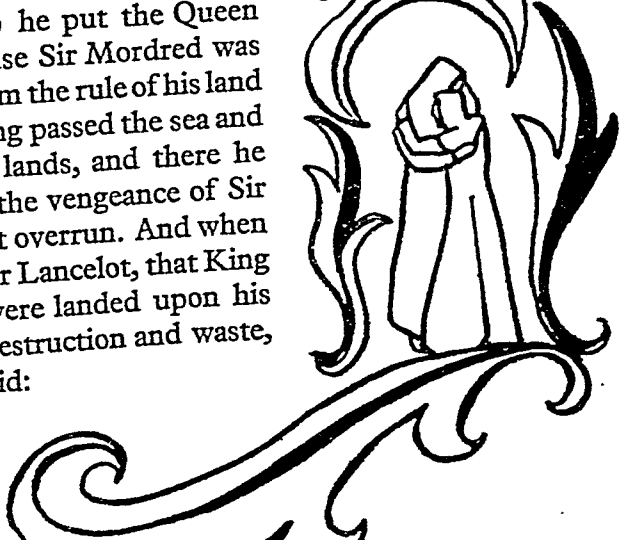 he put the Queen
se Sir Mordred was
m the rule of his land
ng passed the sea and
lands, and there he
the vengeance of Sir
t overrun. And when
r Lancelot, that King
vere landed upon his
estruction and waste,
id: